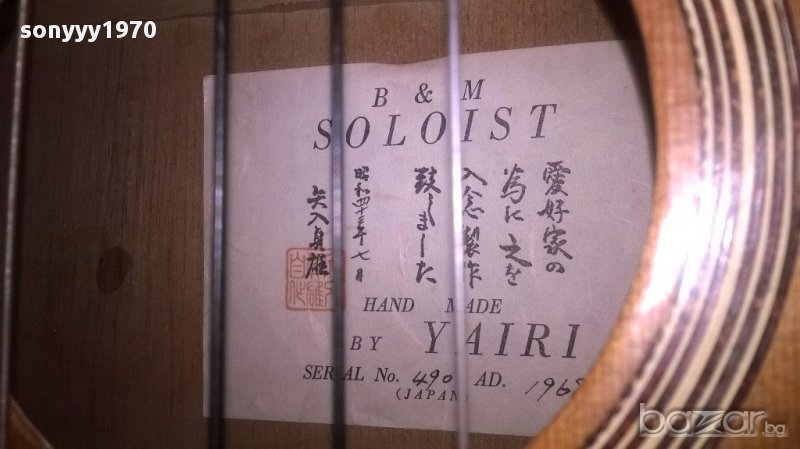 sonyyy1970
B & M
SOLOIST
愛好家の
為に之を
入念製作
致しました
昭和四十三年七月
矢入貞雄
HAND MADE
BY YAIRI
SERIAL No. 490 AD. 1968
(JAPAN)
bazar.bg